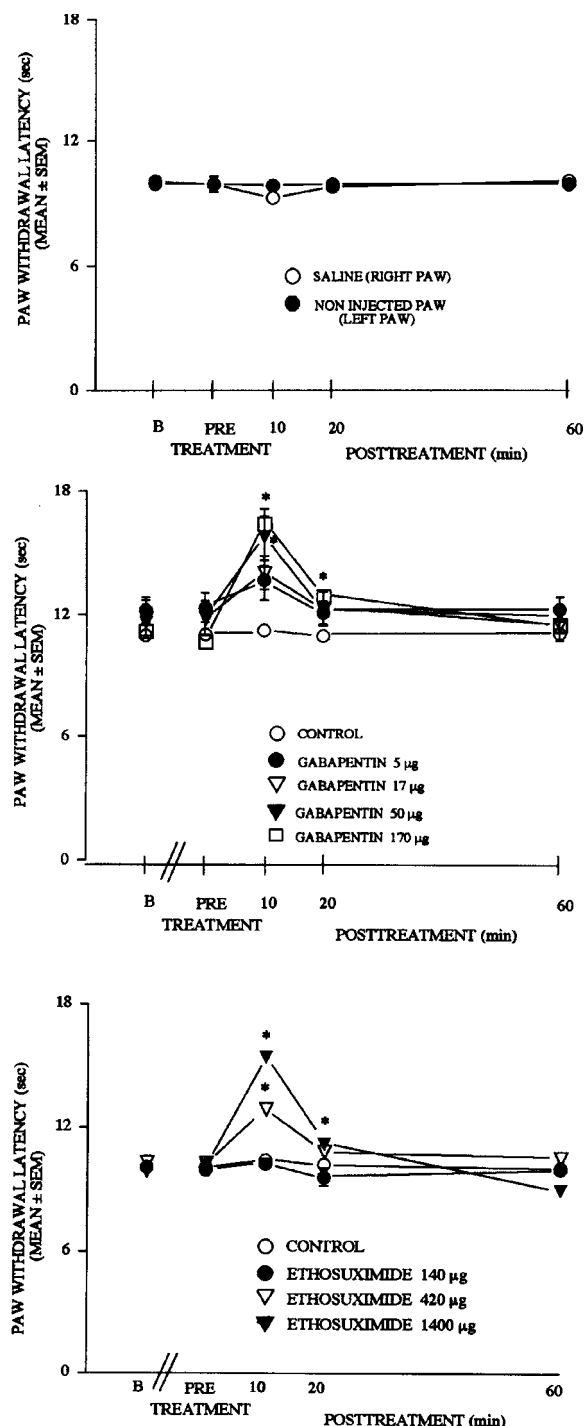 18
12
6
0
PAW WITHDRAWAL LATENCY (sec)
(MEAN ± SEM)
SALINE (RIGHT PAW)
NON INJECTED PAW
(LEFT PAW)
B PRE 10 20 60
TREATMENT POSTTREATMENT (min)
18
12
6
0
PAW WITHDRAWAL LATENCY (sec)
(MEAN ± SEM)
*
*
*
CONTROL
GABAPENTIN 5 µg
GABAPENTIN 17 µg
GABAPENTIN 50 µg
GABAPENTIN 170 µg
B PRE 10 20 60
TREATMENT POSTTREATMENT (min)
18
12
6
0
PAW WITHDRAWAL LATENCY (sec)
(MEAN ± SEM)
*
*
*
CONTROL
ETHOSUXIMIDE 140 µg
ETHOSUXIMIDE 420 µg
ETHOSUXIMIDE 1400 µg
B PRE 10 20 60
TREATMENT POSTTREATMENT (min)